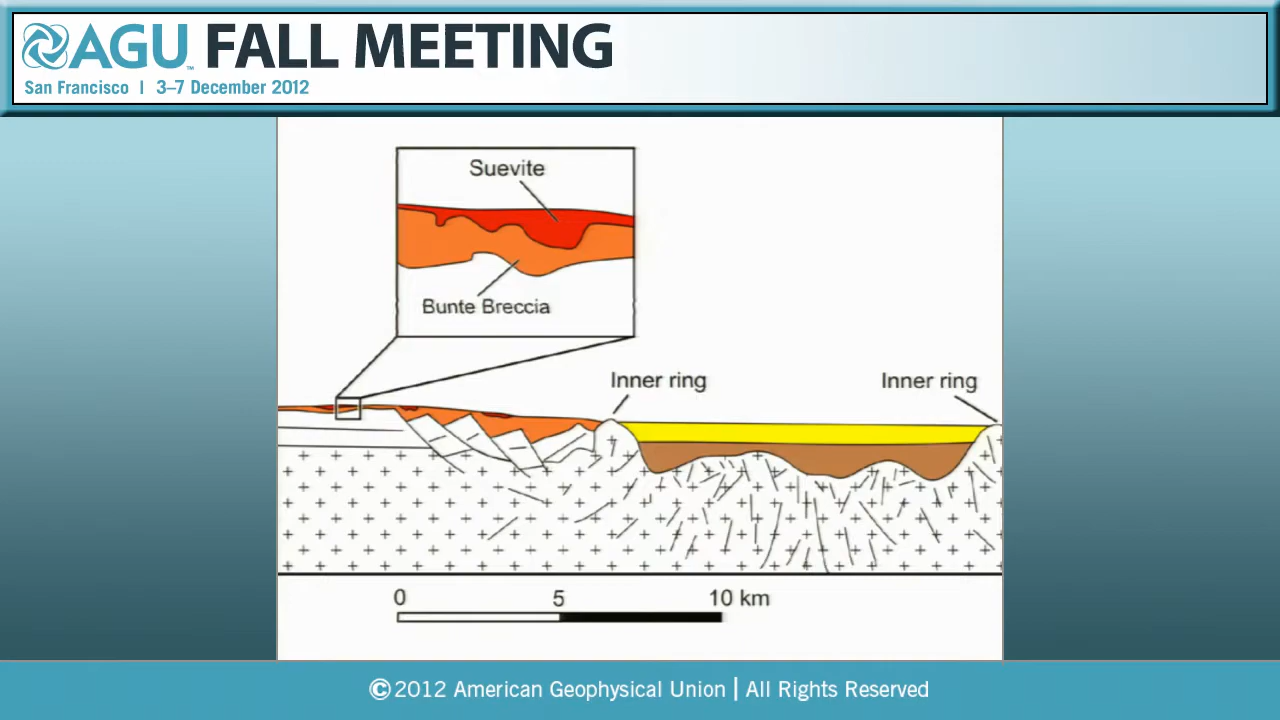 AGU™ FALL MEETING
San Francisco | 3–7 December 2012
Suevite
Bunte Breccia
Inner ring
Inner ring
0 5 10 km
©2012 American Geophysical Union | All Rights Reserved